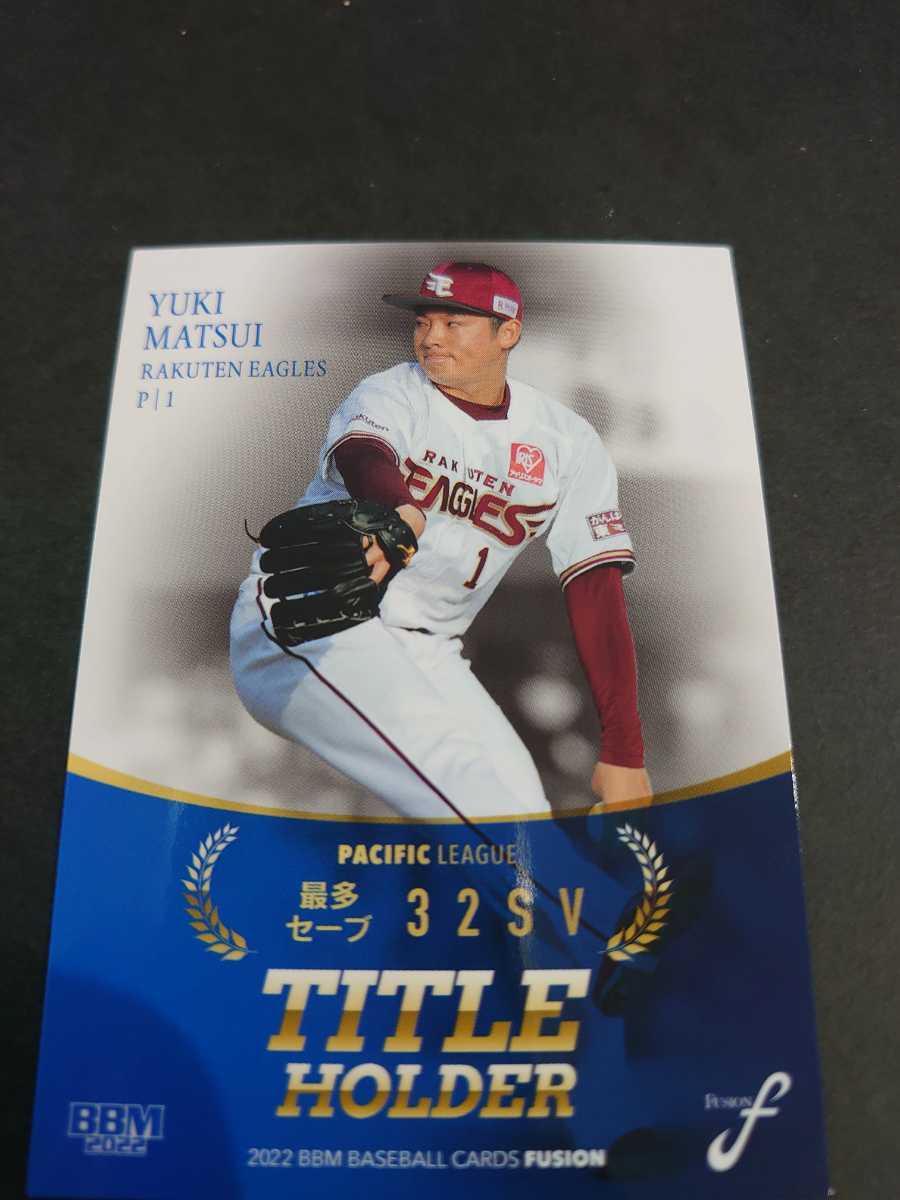 YUKI
MATSUI
RAKUTEN EAGLES
P | 1
Rakuten
RAKUTEN
EAGLES
1
PACIFIC LEAGUE
最多
セーブ
32SV
TITLE
HOLDER
BBM
2022
2022 BBM BASEBALL CARDS FUSION
FUSION
f